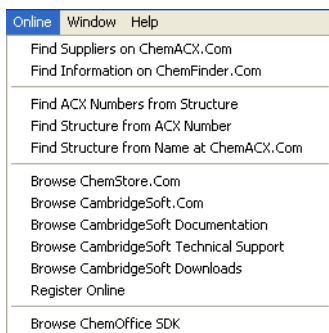 Online Window Help
Find Suppliers on ChemACX.Com
Find Information on ChemFinder.Com
Find ACX Numbers from Structure
Find Structure from ACX Number
Find Structure from Name at ChemACX.Com
Browse ChemStore.Com
Browse CambridgeSoft.Com
Browse CambridgeSoft Documentation
Browse CambridgeSoft Technical Support
Browse CambridgeSoft Downloads
Register Online
Browse ChemOffice SDK